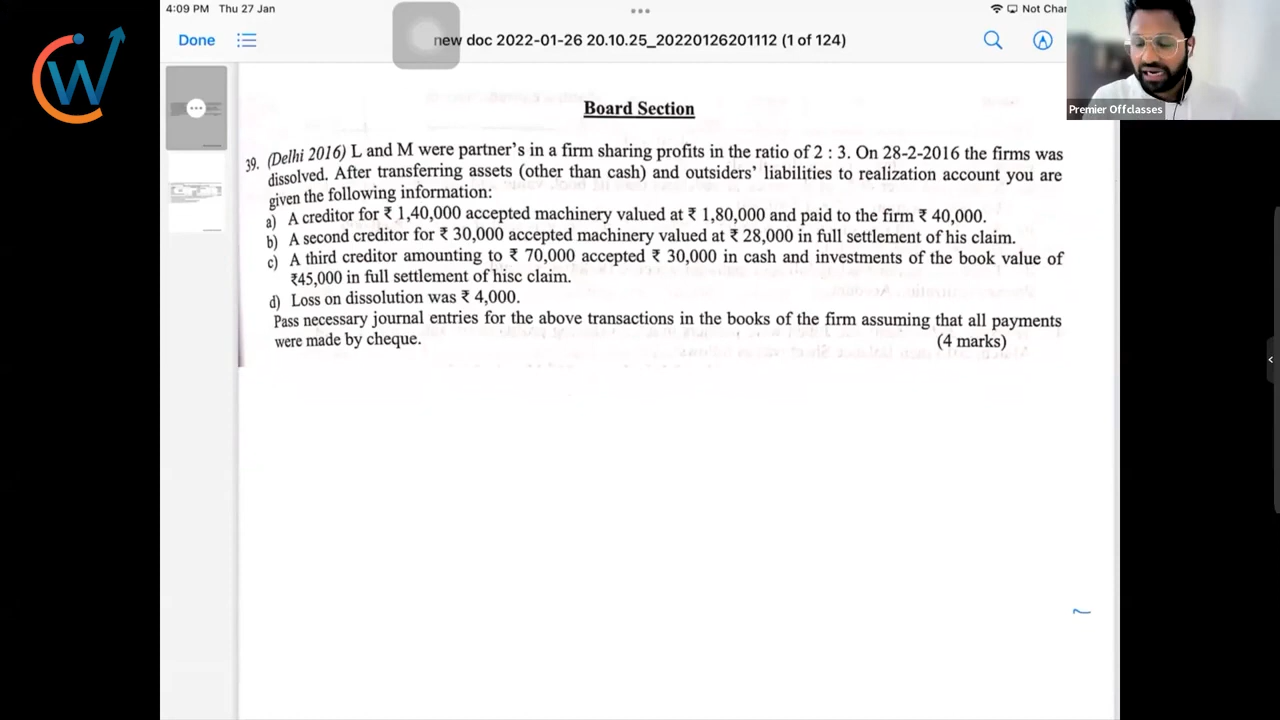 4:09 PM Thu 27 Jan
Not Char
Done
new doc 2022-01-26 20.10.25_20220126201112 (1 of 124)
Premier Offclasses
Board Section
39. (Delhi 2016) L and M were partner's in a firm sharing profits in the ratio of 2 : 3. On 28-2-2016 the firms was
dissolved. After transferring assets (other than cash) and outsiders' liabilities to realization account you are
given the following information:
a) A creditor for ₹ 1,40,000 accepted machinery valued at ₹ 1,80,000 and paid to the firm ₹ 40,000.
b) A second creditor for ₹ 30,000 accepted machinery valued at ₹ 28,000 in full settlement of his claim.
c) A third creditor amounting to ₹ 70,000 accepted ₹ 30,000 in cash and investments of the book value of
₹45,000 in full settlement of hisc claim.
d) Loss on dissolution was ₹ 4,000.
Pass necessary journal entries for the above transactions in the books of the firm assuming that all payments
were made by cheque. (4 marks)